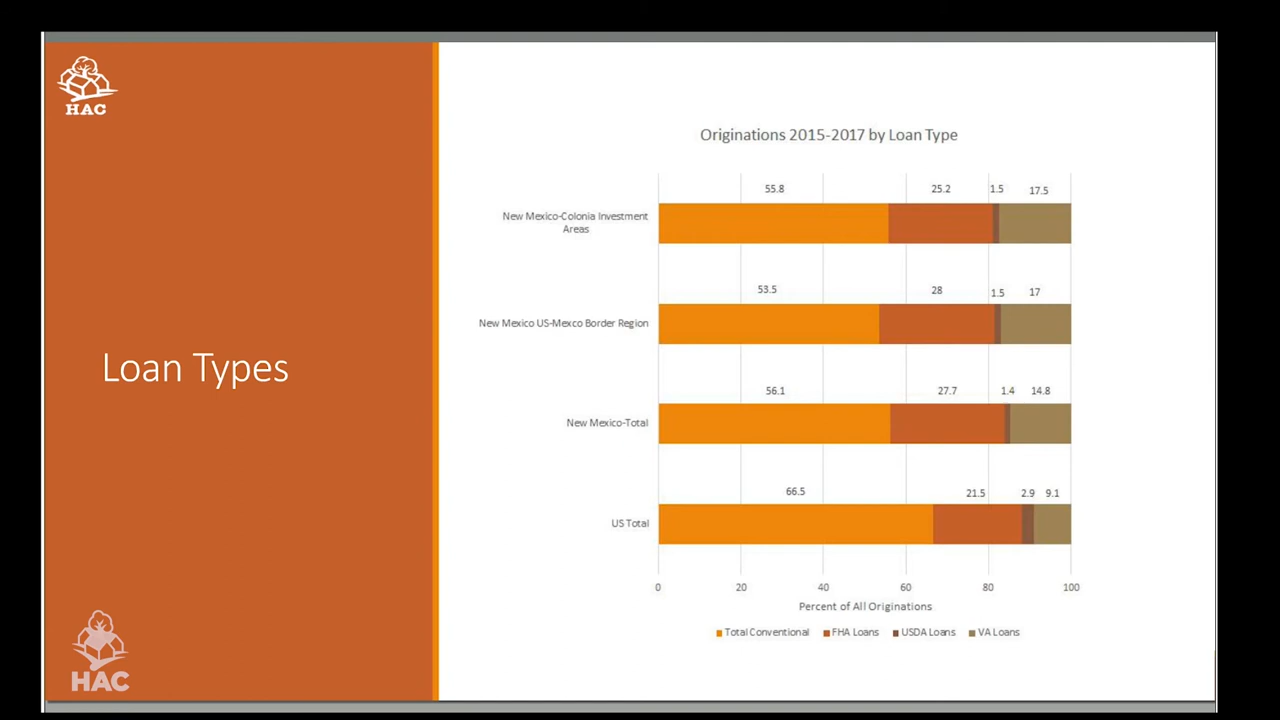 HAC
Loan Types
HAC
Originations 2015-2017 by Loan Type
55.8 25.2 1.5 17.5
New Mexico-Colonia Investment
Areas
53.5 28 1.5 17
New Mexico US-Mexco Border Region
56.1 27.7 1.4 14.8
New Mexico-Total
66.5 21.5 2.9 9.1
US Total
0 20 40 60 80 100
Percent of All Originations
Total Conventional FHA Loans USDA Loans VA Loans